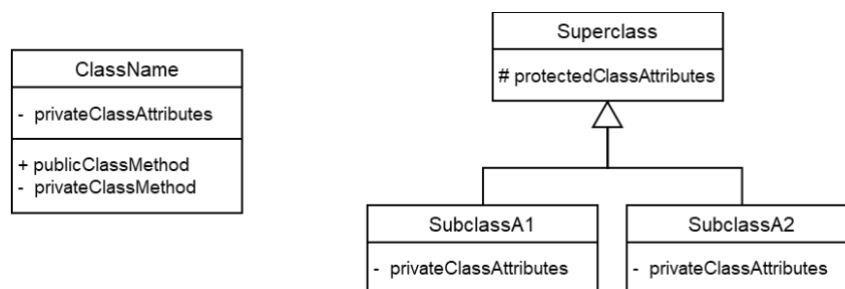 ClassName
- privateClassAttributes
+ publicClassMethod
- privateClassMethod
Superclass
# protectedClassAttributes
SubclassA1
- privateClassAttributes
SubclassA2
- privateClassAttributes